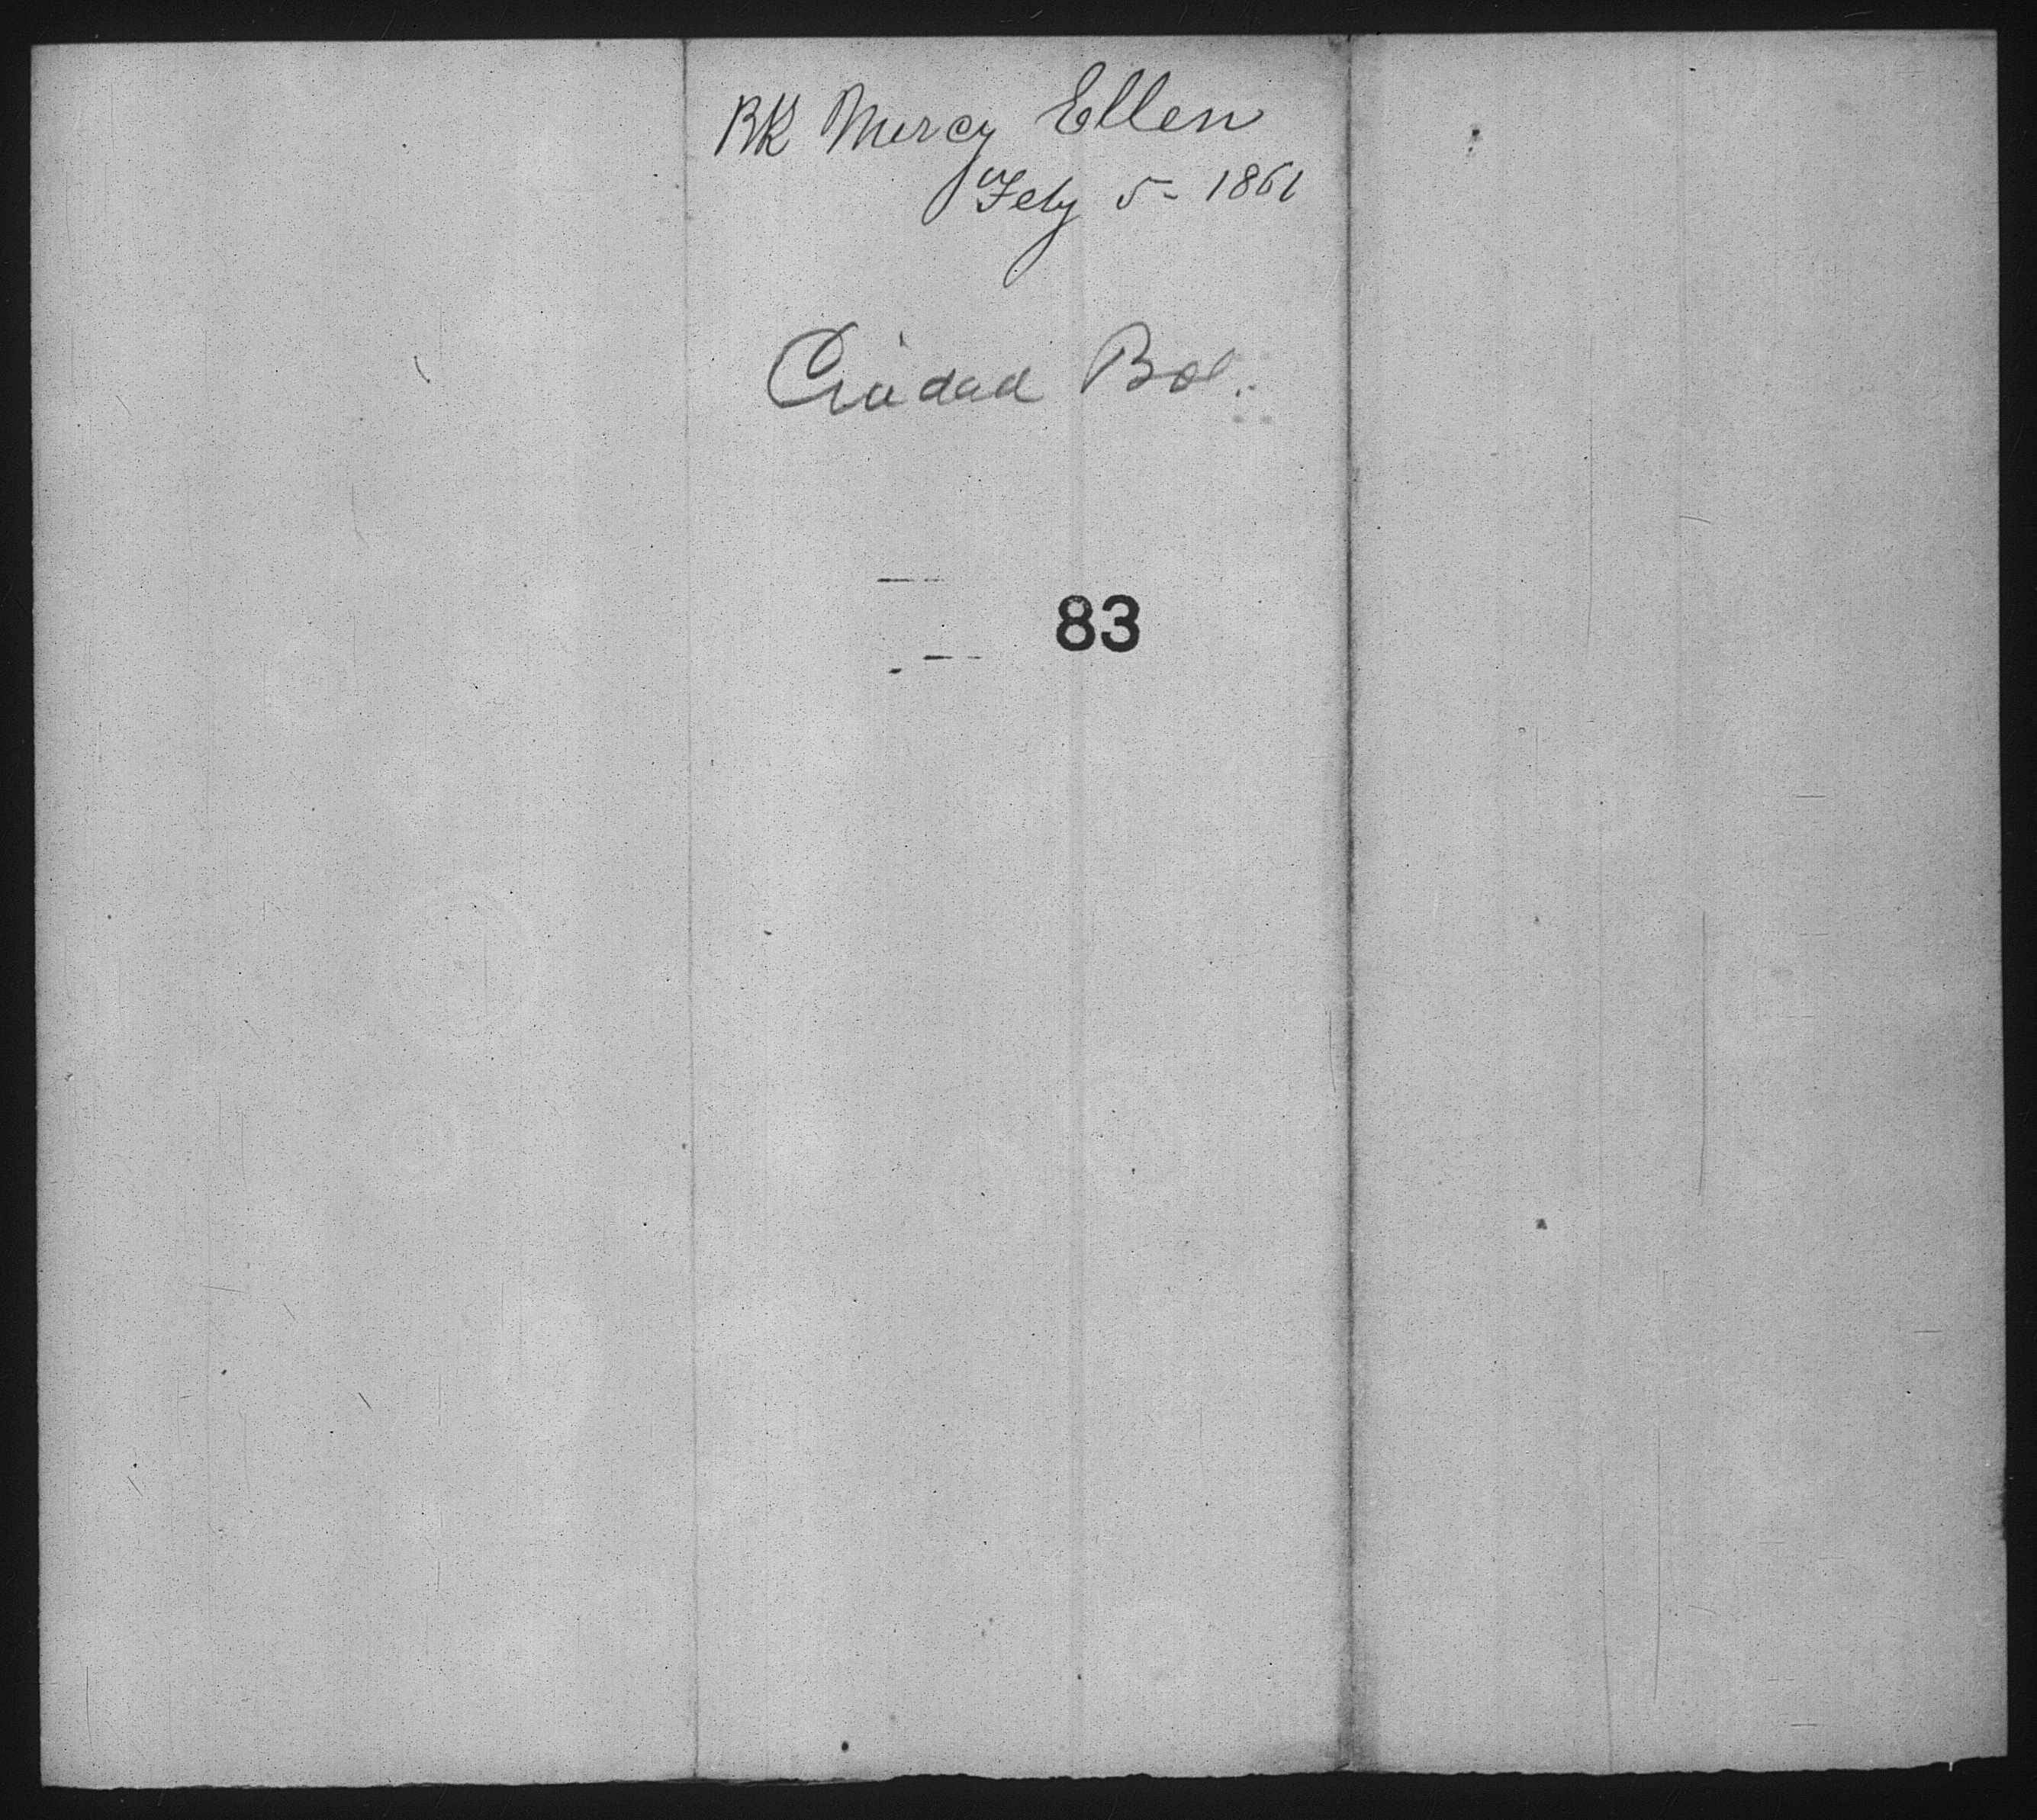 Bk Mercy Ellen
Feby 5- 1861
Ciudad Bol.
83